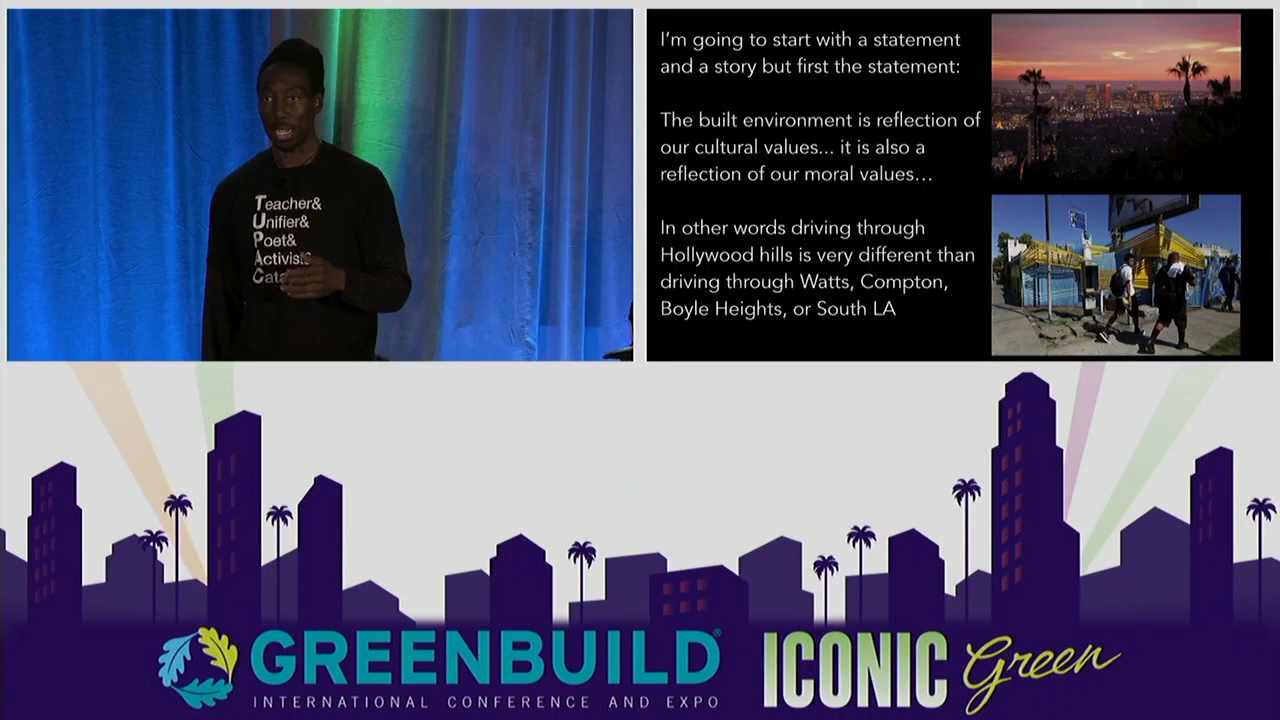 Teacher&
Unifier&
Poet&
Activis
Cata
I'm going to start with a statement
and a story but first the statement:
The built environment is reflection of
our cultural values... it is also a
reflection of our moral values…
In other words driving through
Hollywood hills is very different than
driving through Watts, Compton,
Boyle Heights, or South LA
GREENBUILD®
INTERNATIONAL CONFERENCE AND EXPO
ICONIC Green